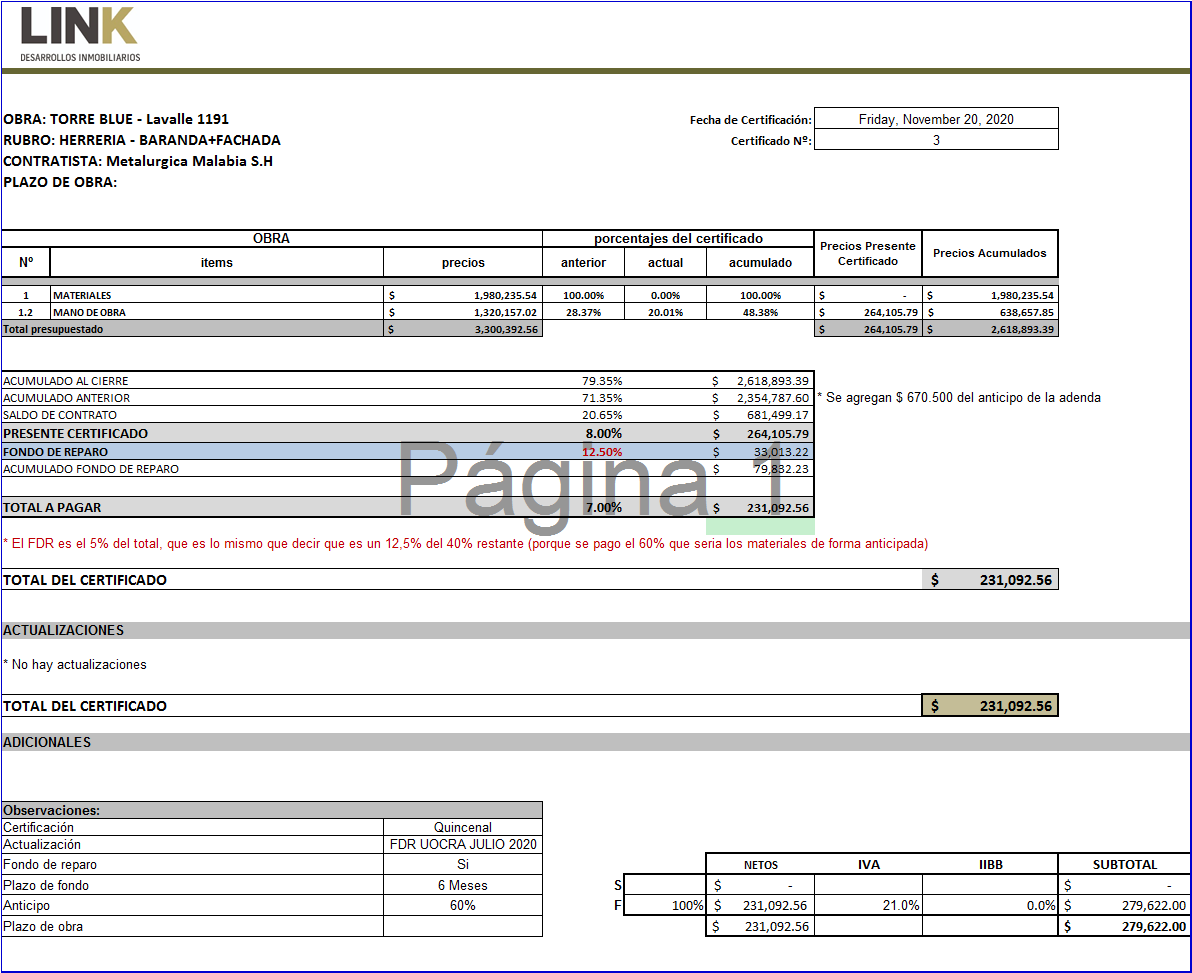 LINK
DESARROLLOS INMOBILIARIOS
OBRA: TORRE BLUE - Lavalle 1191
Fecha de Certificación: Friday, November 20, 2020
RUBRO: HERRERIA - BARANDA+FACHADA
Certificado Nº: 3
CONTRATISTA: Metalurgica Malabia S.H
PLAZO DE OBRA:
OBRA porcentajes del certificado Precios Presente Certificado Precios Acumulados
Nº items precios anterior actual acumulado
1 MATERIALES $ 1,980,235.54 100.00% 0.00% 100.00% $ - $ 1,980,235.54
1.2 MANO DE OBRA $ 1,320,157.02 28.37% 20.01% 48.38% $ 264,105.79 $ 638,657.85
Total presupuestado $ 3,300,392.56 $ 264,105.79 $ 2,618,893.39
ACUMULADO AL CIERRE 79.35% $ 2,618,893.39
ACUMULADO ANTERIOR 71.35% $ 2,354,787.60 * Se agregan $ 670.500 del anticipo de la adenda
SALDO DE CONTRATO 20.65% $ 681,499.17
PRESENTE CERTIFICADO 8.00% $ 264,105.79
FONDO DE REPARO 12.50% $ 33,013.22
ACUMULADO FONDO DE REPARO $ 79,832.23
Página 1
TOTAL A PAGAR 7.00% $ 231,092.56
* El FDR es el 5% del total, que es lo mismo que decir que es un 12,5% del 40% restante (porque se pago el 60% que seria los materiales de forma anticipada)
TOTAL DEL CERTIFICADO $ 231,092.56
ACTUALIZACIONES
* No hay actualizaciones
TOTAL DEL CERTIFICADO $ 231,092.56
ADICIONALES
Observaciones:
Certificación Quincenal
Actualización FDR UOCRA JULIO 2020
Fondo de reparo Si
Plazo de fondo 6 Meses
Anticipo 60%
Plazo de obra
NETOS IVA IIBB SUBTOTAL
S $ - $ -
F 100% $ 231,092.56 21.0% 0.0% $ 279,622.00
$ 231,092.56 $ 279,622.00